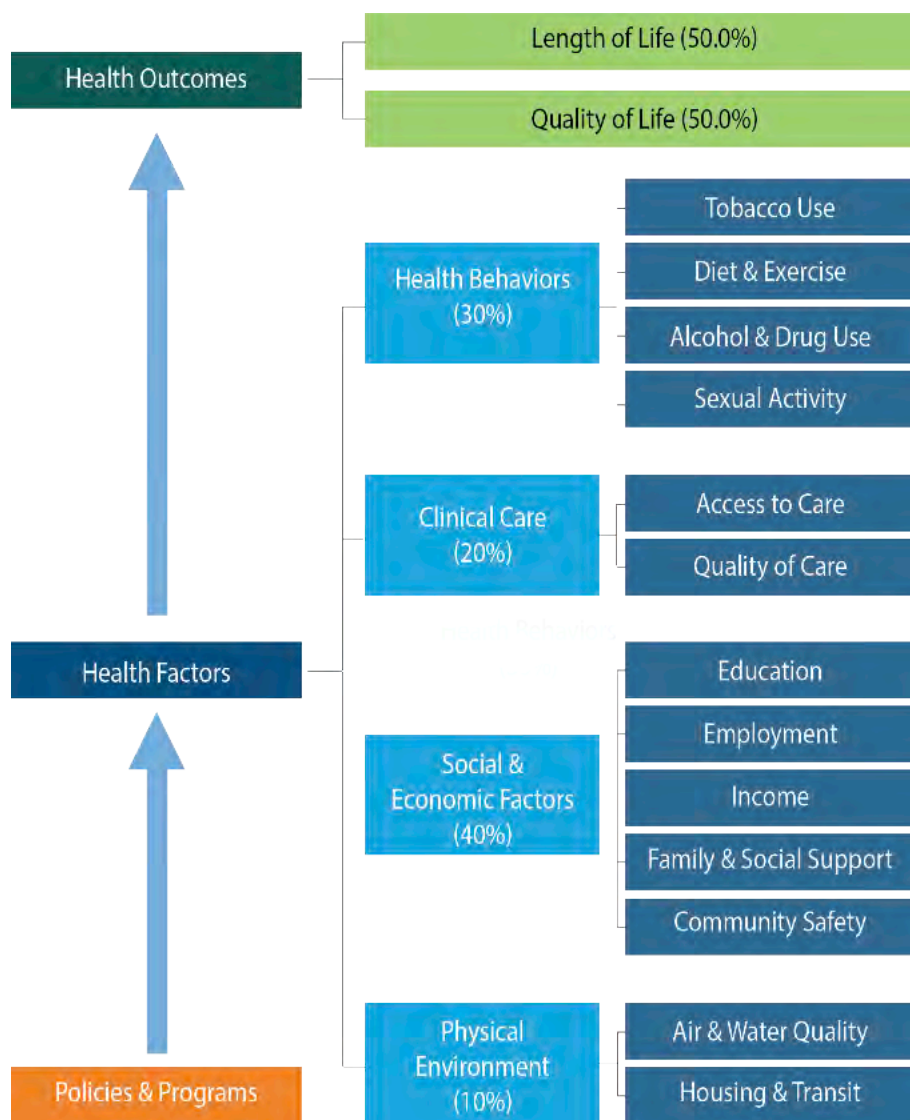 Length of Life (50.0%)
Health Outcomes
Quality of Life (50.0%)
Tobacco Use
Health Behaviors
(30%)
Diet & Exercise
Alcohol & Drug Use
Sexual Activity
Clinical Care
(20%)
Access to Care
Quality of Care
Health Factors
Social &
Economic Factors
(40%)
Education
Employment
Income
Family & Social Support
Community Safety
Physical
Environment
(10%)
Air & Water Quality
Housing & Transit
Policies & Programs